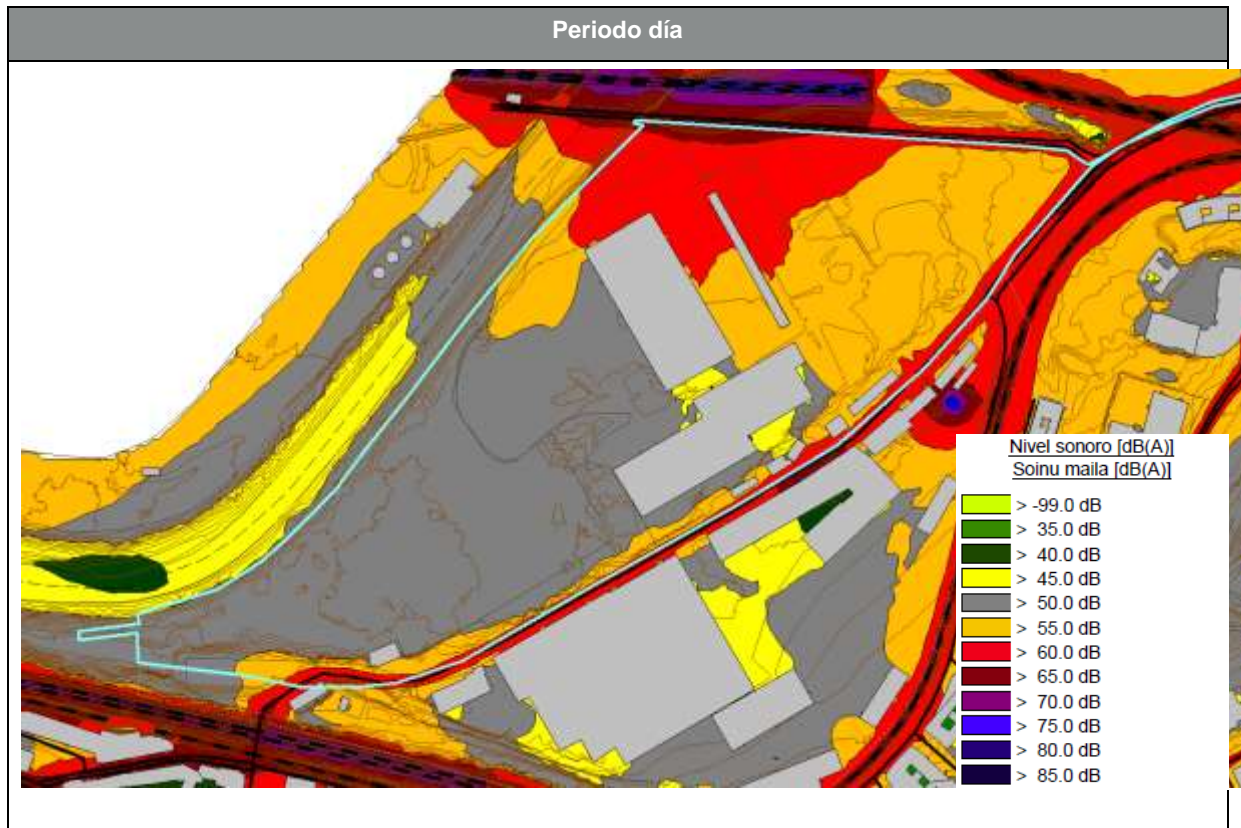 Periodo día
Nivel sonoro [dB(A)]
Soinu maila [dB(A)]
> -99.0 dB
> 35.0 dB
> 40.0 dB
> 45.0 dB
> 50.0 dB
> 55.0 dB
> 60.0 dB
> 65.0 dB
> 70.0 dB
> 75.0 dB
> 80.0 dB
> 85.0 dB